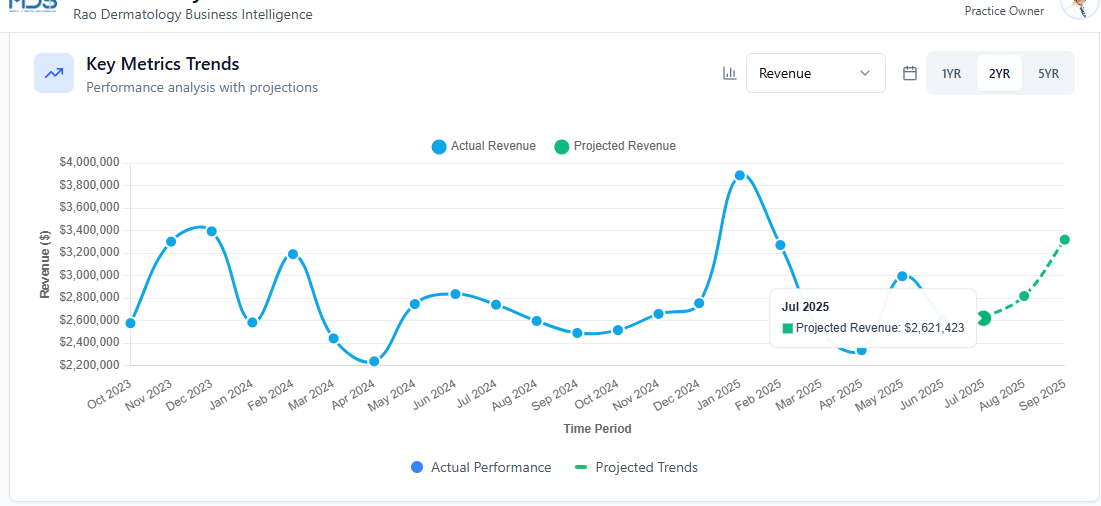 MDS
Rao Dermatology Business Intelligence
Practice Owner
Key Metrics Trends
Performance analysis with projections
Revenue
1YR 2YR 5YR
Actual Revenue Projected Revenue
$4,000,000
$3,800,000
$3,600,000
$3,400,000
$3,200,000
$3,000,000
$2,800,000
$2,600,000
$2,400,000
$2,200,000
Revenue ($)
Jul 2025
Projected Revenue: $2,621,423
Oct 2023 Nov 2023 Dec 2023 Jan 2024 Feb 2024 Mar 2024 Apr 2024 May 2024 Jun 2024 Jul 2024 Aug 2024 Sep 2024 Oct 2024 Nov 2024 Dec 2024 Jan 2025 Feb 2025 Mar 2025 Apr 2025 May 2025 Jun 2025 Jul 2025 Aug 2025 Sep 2025
Time Period
Actual Performance Projected Trends